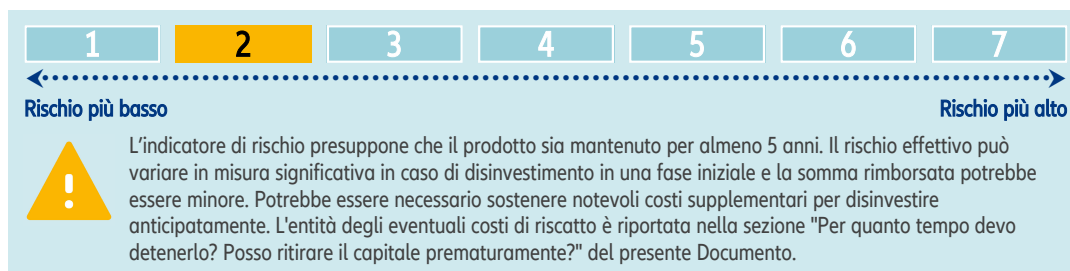 1 2 3 4 5 6 7
Rischio più basso Rischio più alto
L'indicatore di rischio presuppone che il prodotto sia mantenuto per almeno 5 anni. Il rischio effettivo può
variare in misura significativa in caso di disinvestimento in una fase iniziale e la somma rimborsata potrebbe
essere minore. Potrebbe essere necessario sostenere notevoli costi supplementari per disinvestire
anticipatamente. L'entità degli eventuali costi di riscatto è riportata nella sezione "Per quanto tempo devo
detenerlo? Posso ritirare il capitale prematuramente?" del presente Documento.